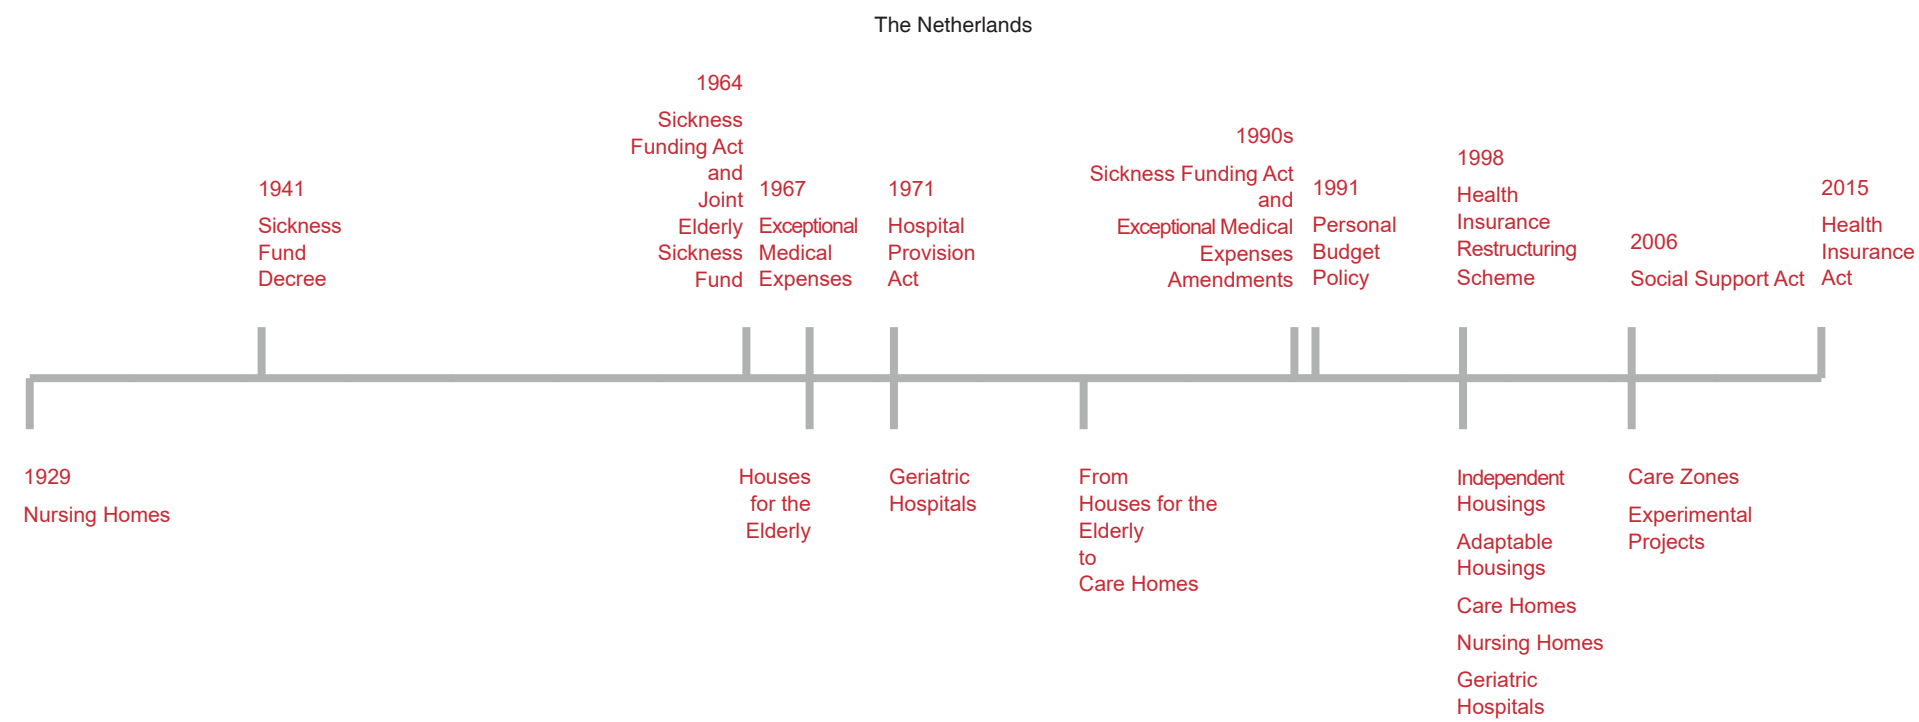 The Netherlands
1941
Sickness
Fund
Decree
1964
Sickness
Funding Act
and
Joint
Elderly
Sickness
Fund
1967
Exceptional
Medical
Expenses
1971
Hospital
Provision
Act
1990s
Sickness Funding Act
and
Exceptional Medical
Expenses
Amendments
1991
Personal
Budget
Policy
1998
Health
Insurance
Restructuring
Scheme
2006
Social Support Act
2015
Health
Insurance
Act
1929
Nursing Homes
Houses
for the
Elderly
Geriatric
Hospitals
From
Houses for the
Elderly
to
Care Homes
Independent
Housings
Adaptable
Housings
Care Homes
Nursing Homes
Geriatric
Hospitals
Care Zones
Experimental
Projects